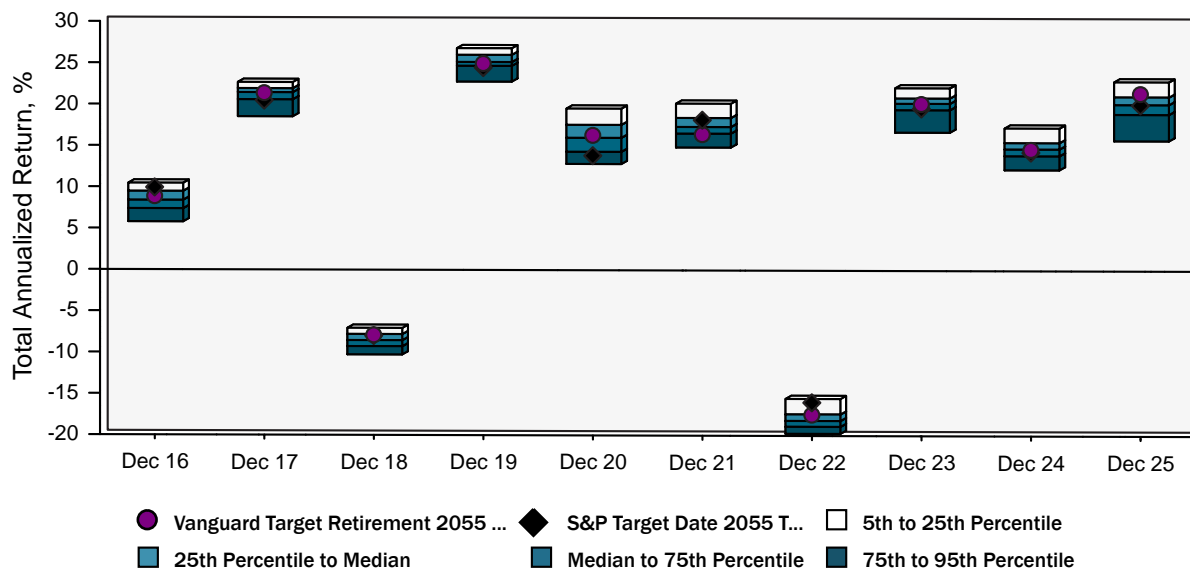 Total Annualized Return, %
30
25
20
15
10
5
0
-5
-10
-15
-20
Dec 16 Dec 17 Dec 18 Dec 19 Dec 20 Dec 21 Dec 22 Dec 23 Dec 24 Dec 25
Vanguard Target Retirement 2055 ... S&P Target Date 2055 T... 5th to 25th Percentile
25th Percentile to Median Median to 75th Percentile 75th to 95th Percentile